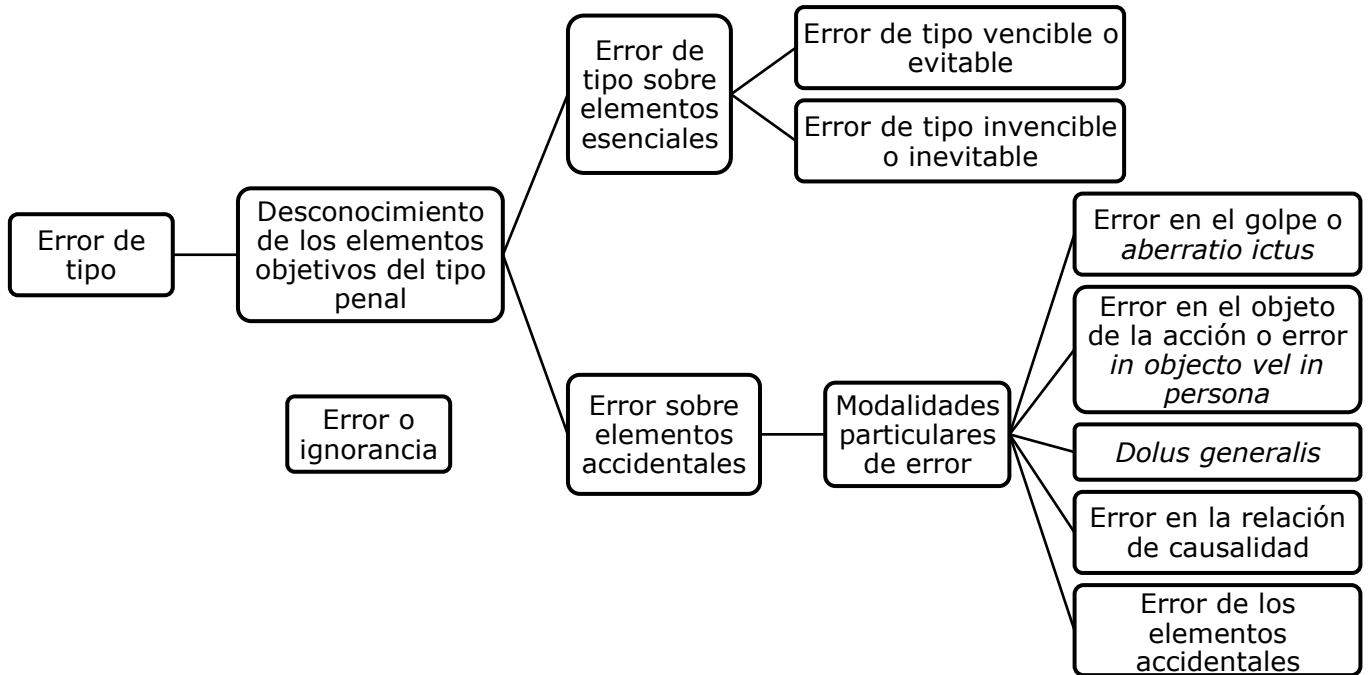 Error de
tipo
Desconocimiento
de los elementos
objetivos del tipo
penal
Error o
ignorancia
Error de
tipo sobre
elementos
esenciales
Error de tipo vencible o
evitable
Error de tipo invencible
o inevitable
Error sobre
elementos
accidentales
Modalidades
particulares
de error
Error en el golpe o
aberratio ictus
Error en el objeto
de la acción o error
in objecto vel in
persona
Dolus generalis
Error en la relación
de causalidad
Error de los
elementos
accidentales